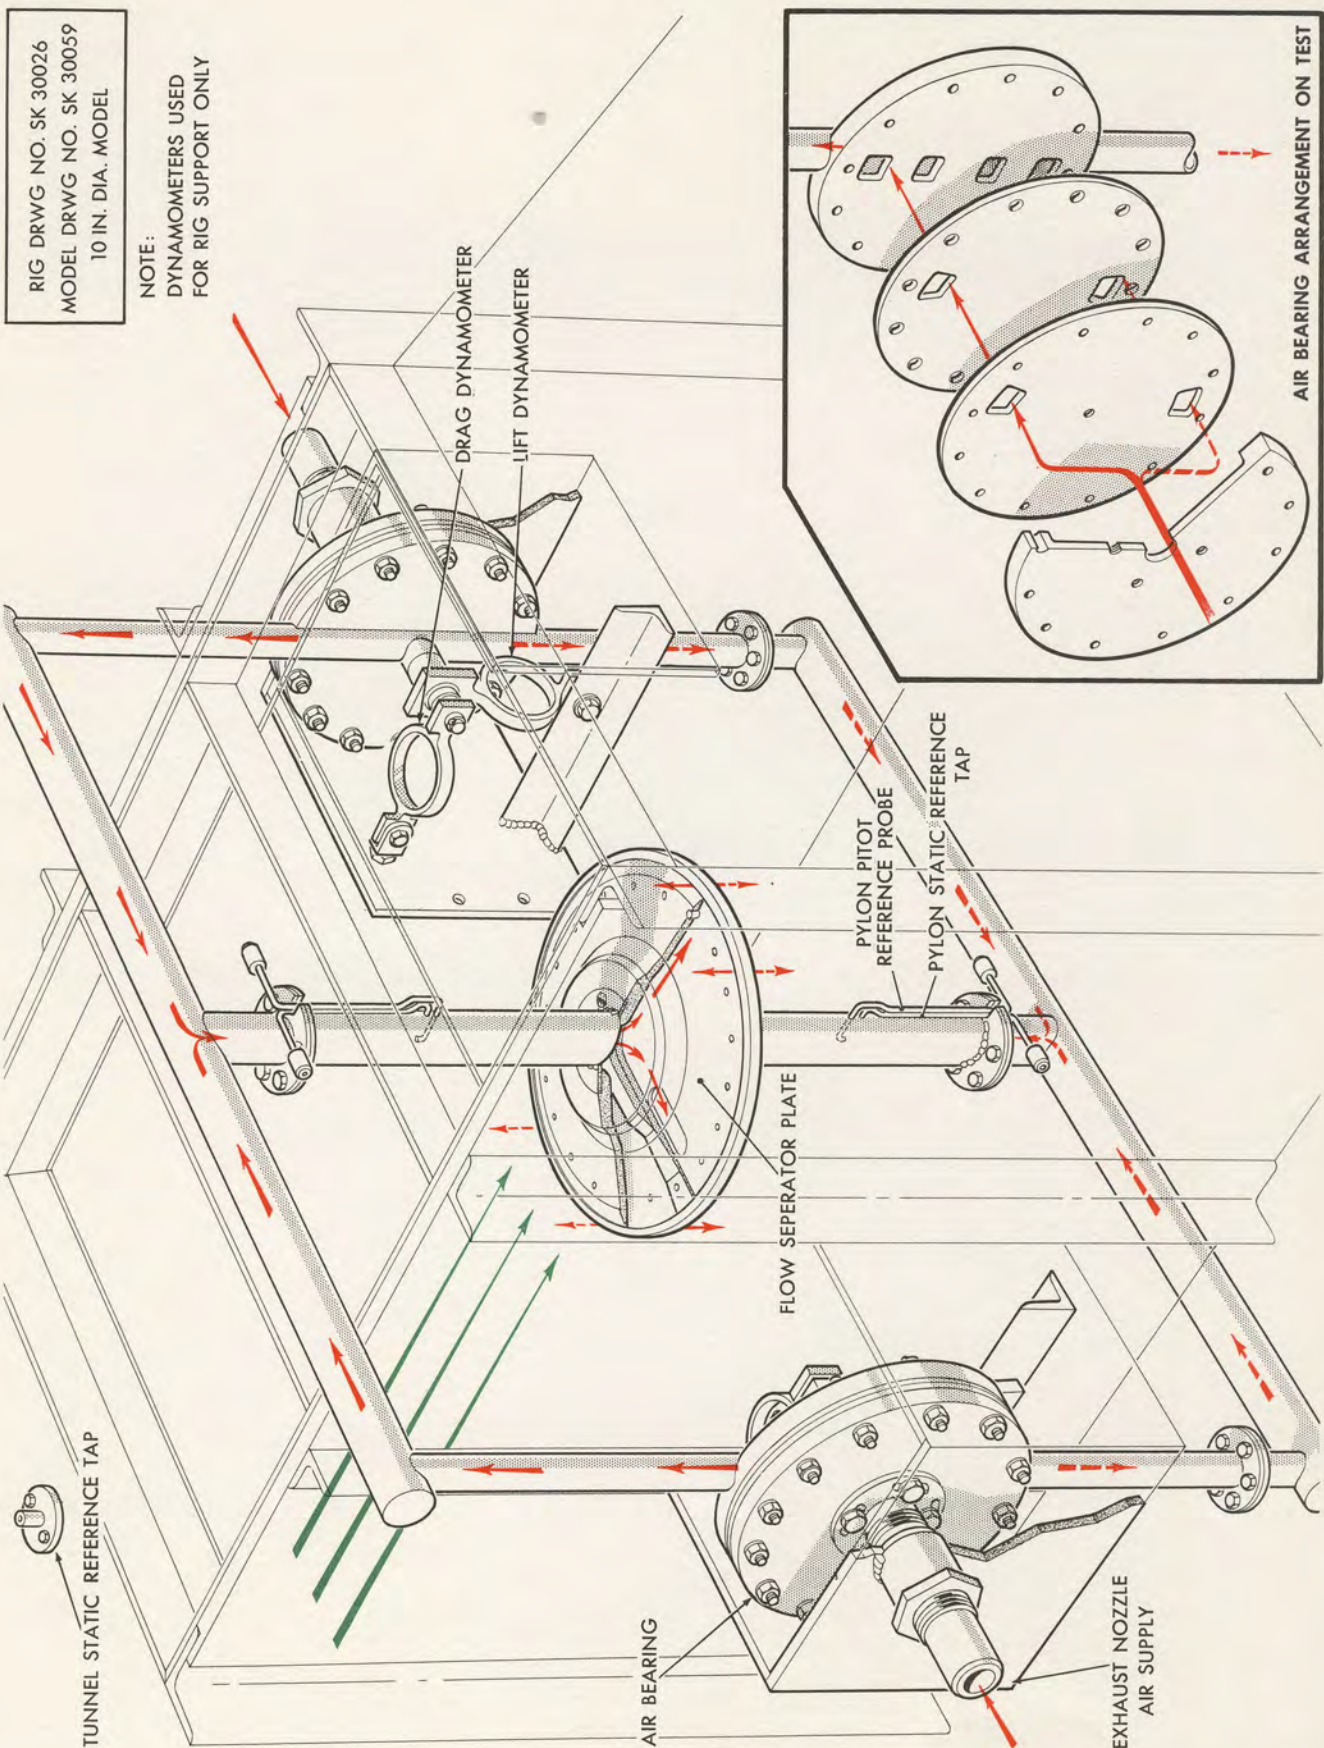 RIG DRWG NO. SK 30026
MODEL DRWG NO. SK 30059
10 IN. DIA. MODEL
NOTE:
DYNAMOMETERS USED
FOR RIG SUPPORT ONLY
DRAG DYNAMOMETER
LIFT DYNAMOMETER
TUNNEL STATIC REFERENCE TAP
PYLON PITOT
REFERENCE PROBE
PYLON STATIC REFERENCE
TAP
FLOW SEPERATOR PLATE
AIR BEARING
EXHAUST NOZZLE
AIR SUPPLY
AIR BEARING ARRANGEMENT ON TEST